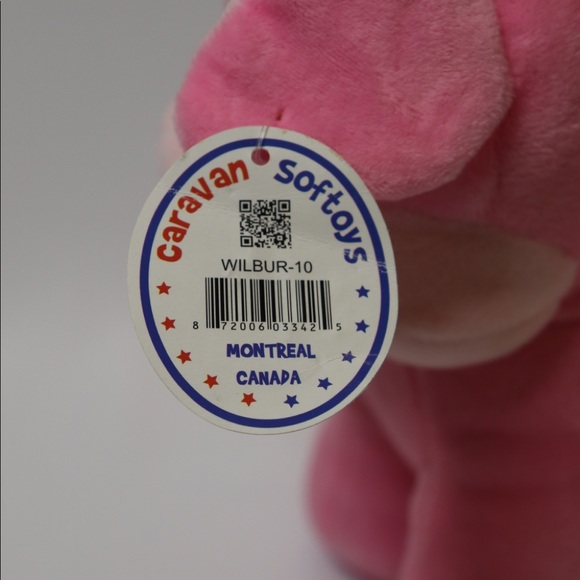 caravan softoys
WILBUR-10
8 72006 03342 5
MONTREAL
CANADA